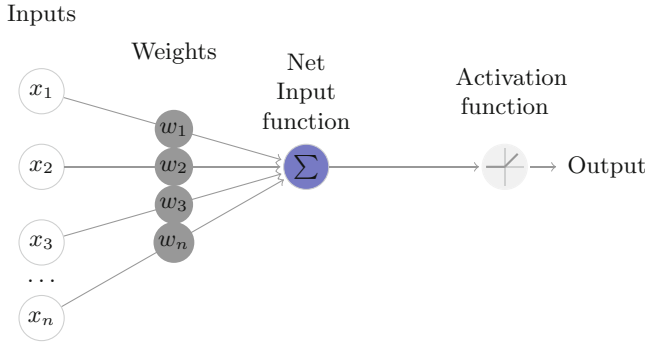 Inputs
Weights
Net
Input
function
Activation
function
x₁
w₁
x₂
w₂
∑
Output
w₃
x₃
wₙ
...
xₙ